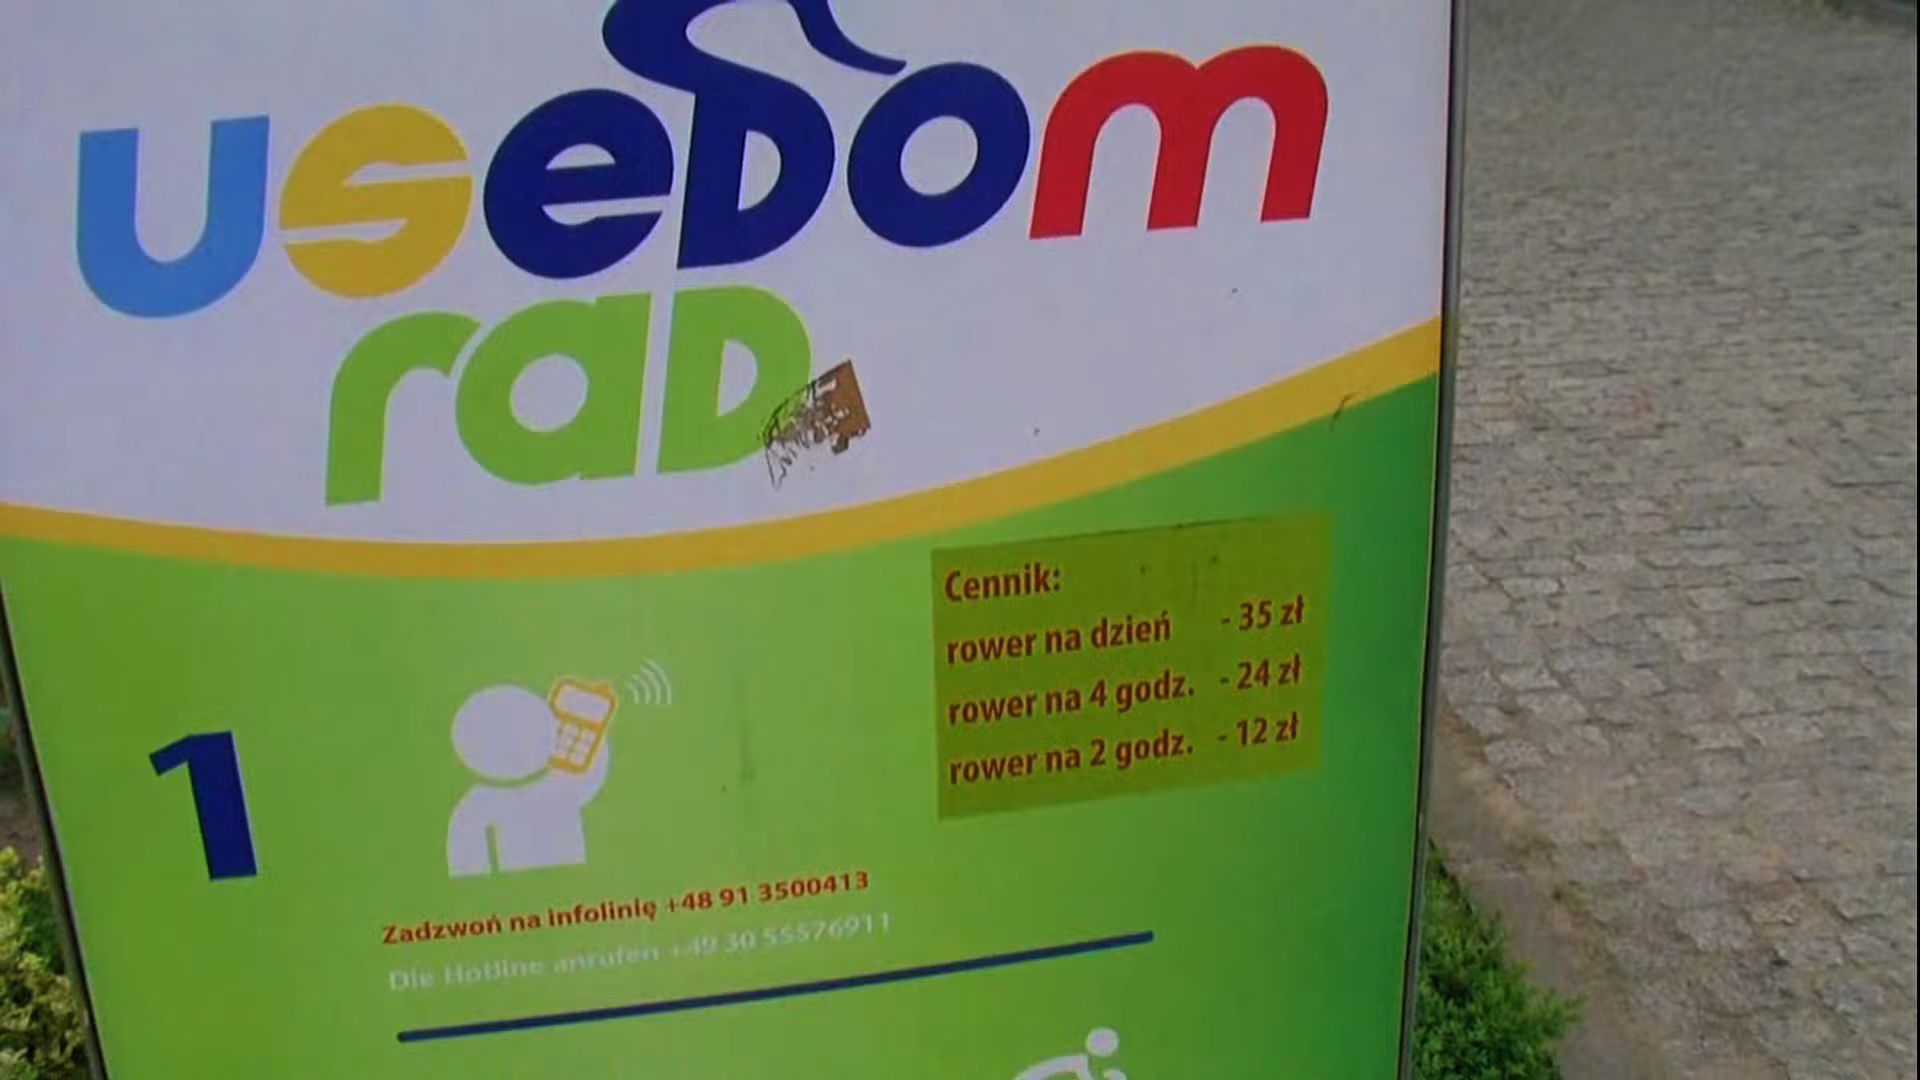 useDom
raD
Cennik:
rower na dzień - 35 zł
rower na 4 godz. - 24 zł
rower na 2 godz. - 12 zł
1
Zadzwoń na infolinię +48 91 3500413
Die Hotline anrufen +49 30 55576911